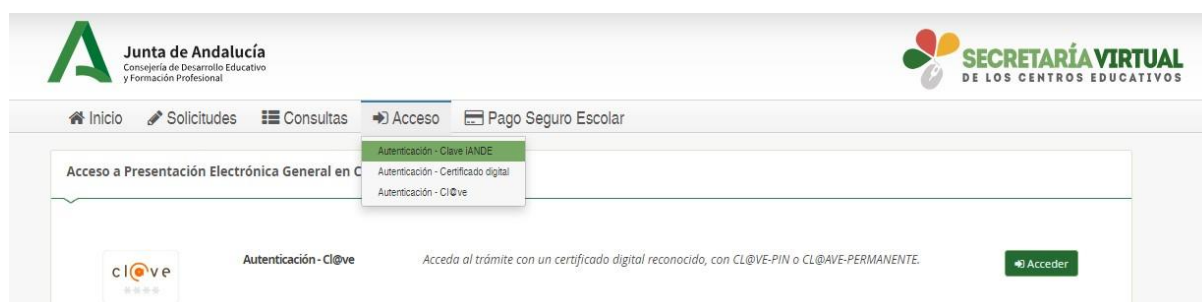 Junta de Andalucía
Consejería de Desarrollo Educativo
y Formación Profesional
SECRETARÍA VIRTUAL
DE LOS CENTROS EDUCATIVOS
Inicio Solicitudes Consultas Acceso Pago Seguro Escolar
Autenticación - Clave iANDE
Acceso a Presentación Electrónica General en C
Autenticación - Certificado digital
Autenticación - Cl@ve
cl@ve
Autenticación - Cl@ve
Acceda al trámite con un certificado digital reconocido, con CL@VE-PIN o CL@AVE-PERMANENTE.
Acceder